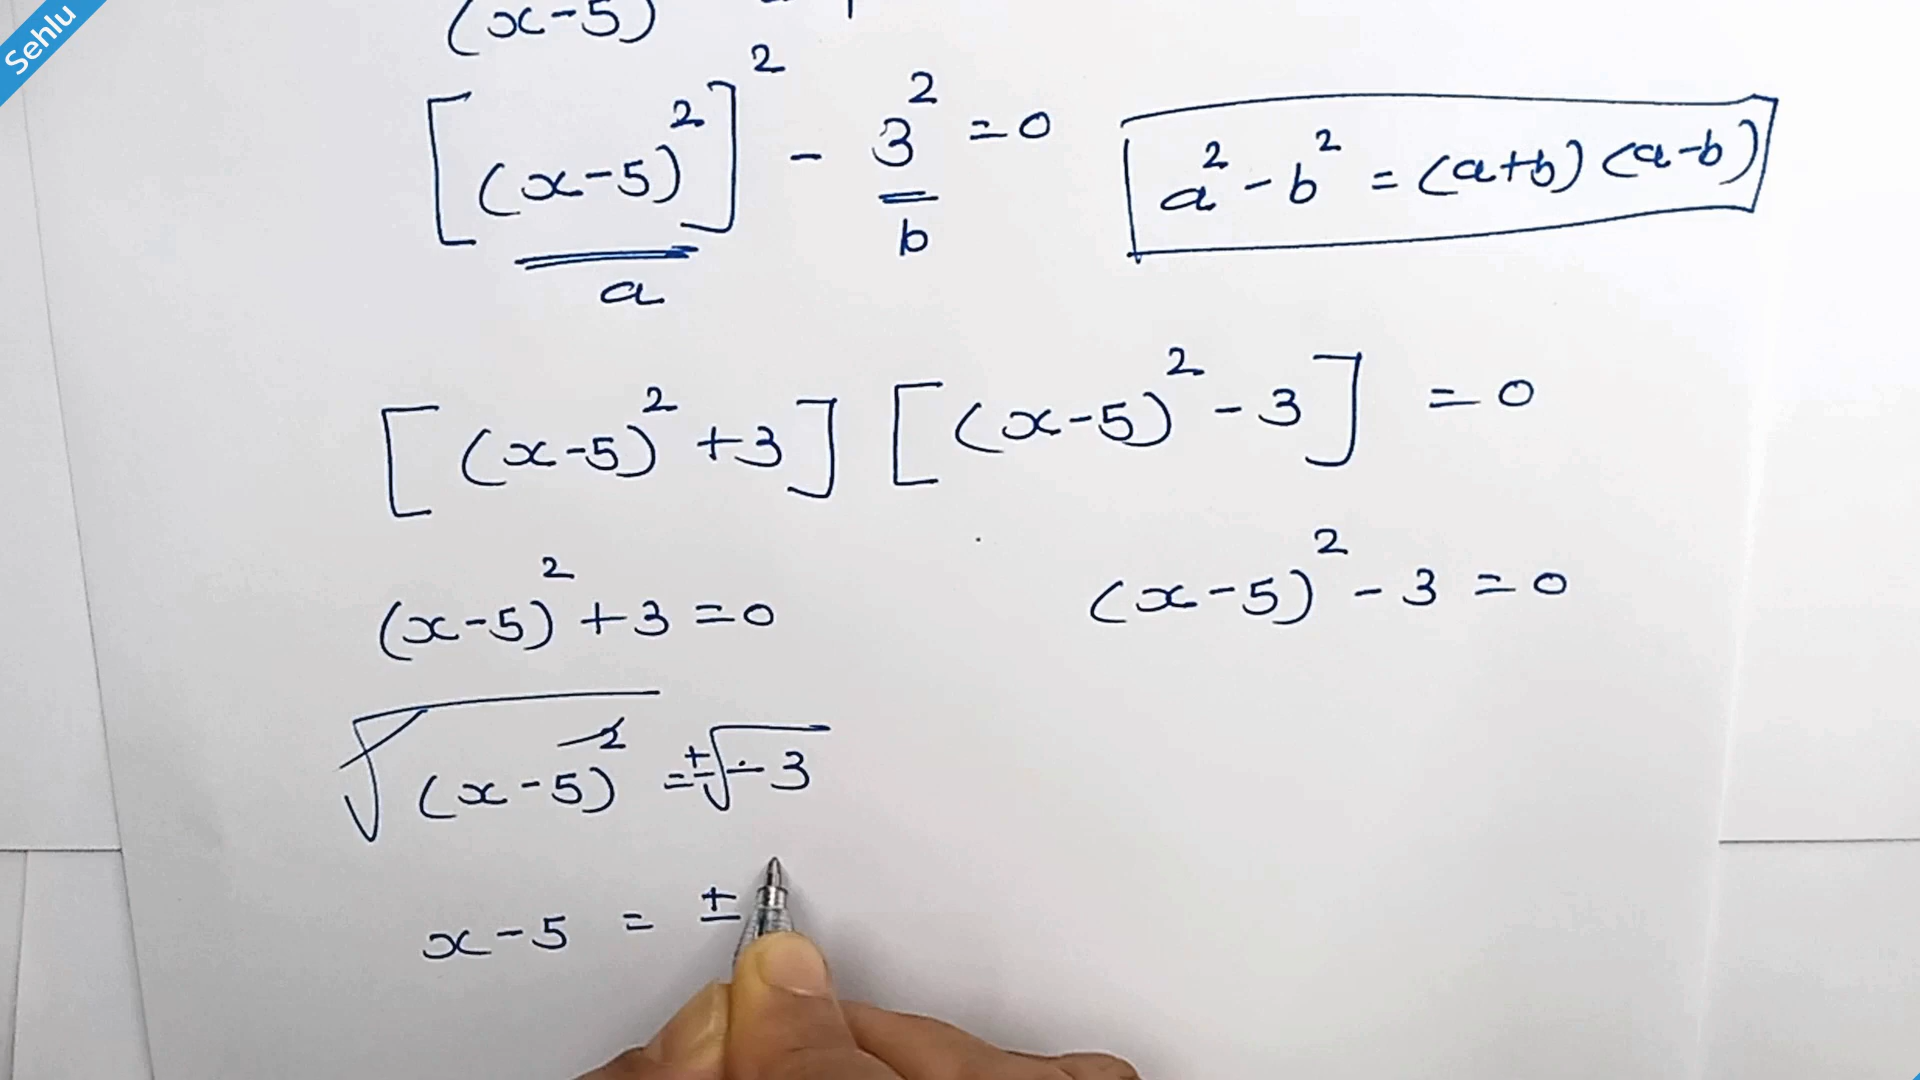 Sehlu
(x-5)
[(x-5)²]² - 3² = 0
a b
a² - b² = (a+b) (a-b)
[(x-5)² + 3] [(x-5)² - 3] = 0
(x-5)² + 3 = 0
(x-5)² - 3 = 0
√(x-5)² = ±√-3
x-5 = ±